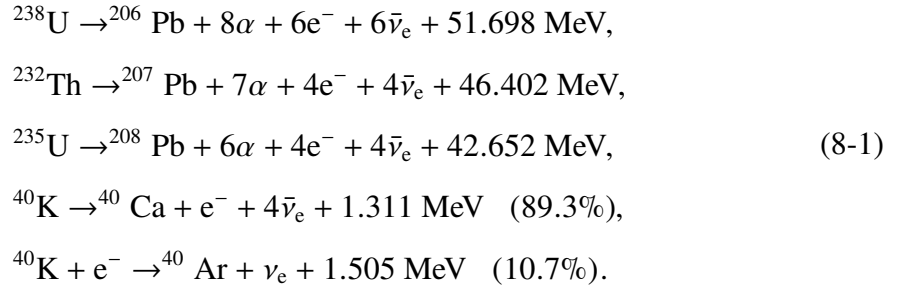 ²³⁸U →²⁰⁶ Pb + 8α + 6e⁻ + 6ν̄ₑ + 51.698 MeV,
²³²Th →²⁰⁷ Pb + 7α + 4e⁻ + 4ν̄ₑ + 46.402 MeV,
²³⁵U →²⁰⁸ Pb + 6α + 4e⁻ + 4ν̄ₑ + 42.652 MeV, (8-1)
⁴⁰K →⁴⁰ Ca + e⁻ + 4ν̄ₑ + 1.311 MeV (89.3%),
⁴⁰K + e⁻ →⁴⁰ Ar + νₑ + 1.505 MeV (10.7%).